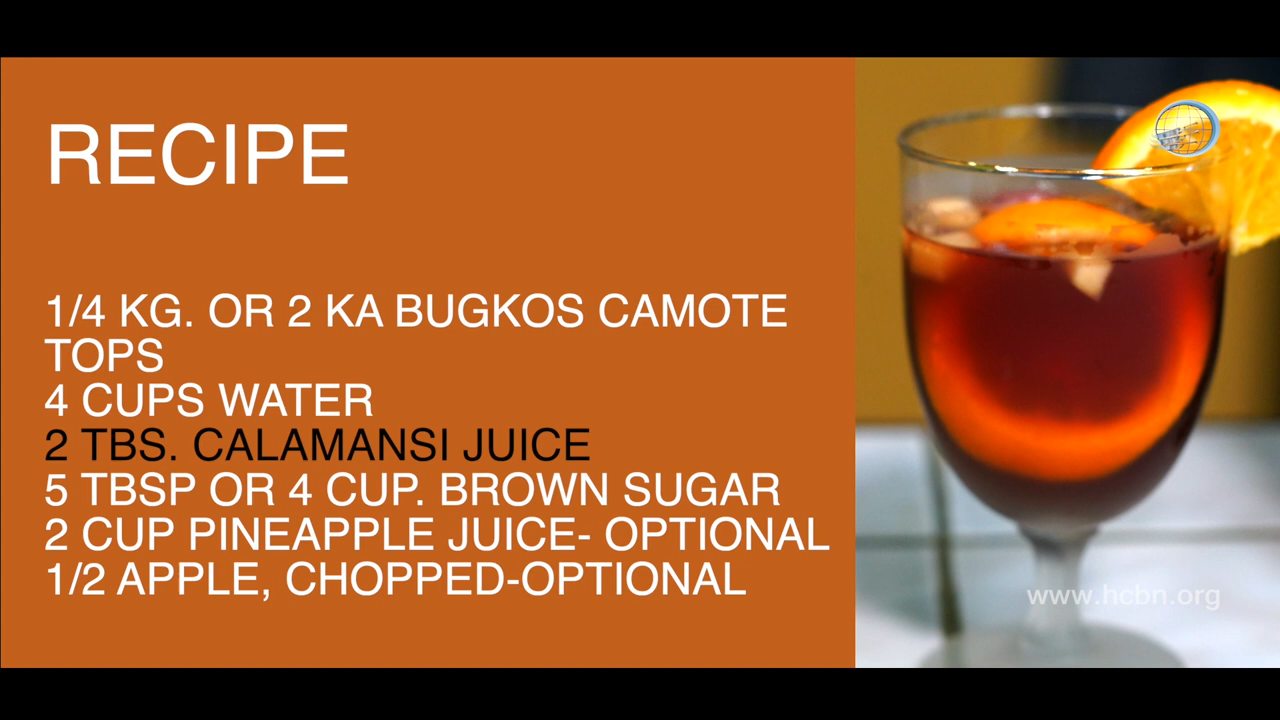 RECIPE
1/4 KG. OR 2 KA BUGKOS CAMOTE
TOPS
4 CUPS WATER
2 TBS. CALAMANSI JUICE
5 TBSP OR 4 CUP. BROWN SUGAR
2 CUP PINEAPPLE JUICE- OPTIONAL
1/2 APPLE, CHOPPED-OPTIONAL
www.hcbn.org